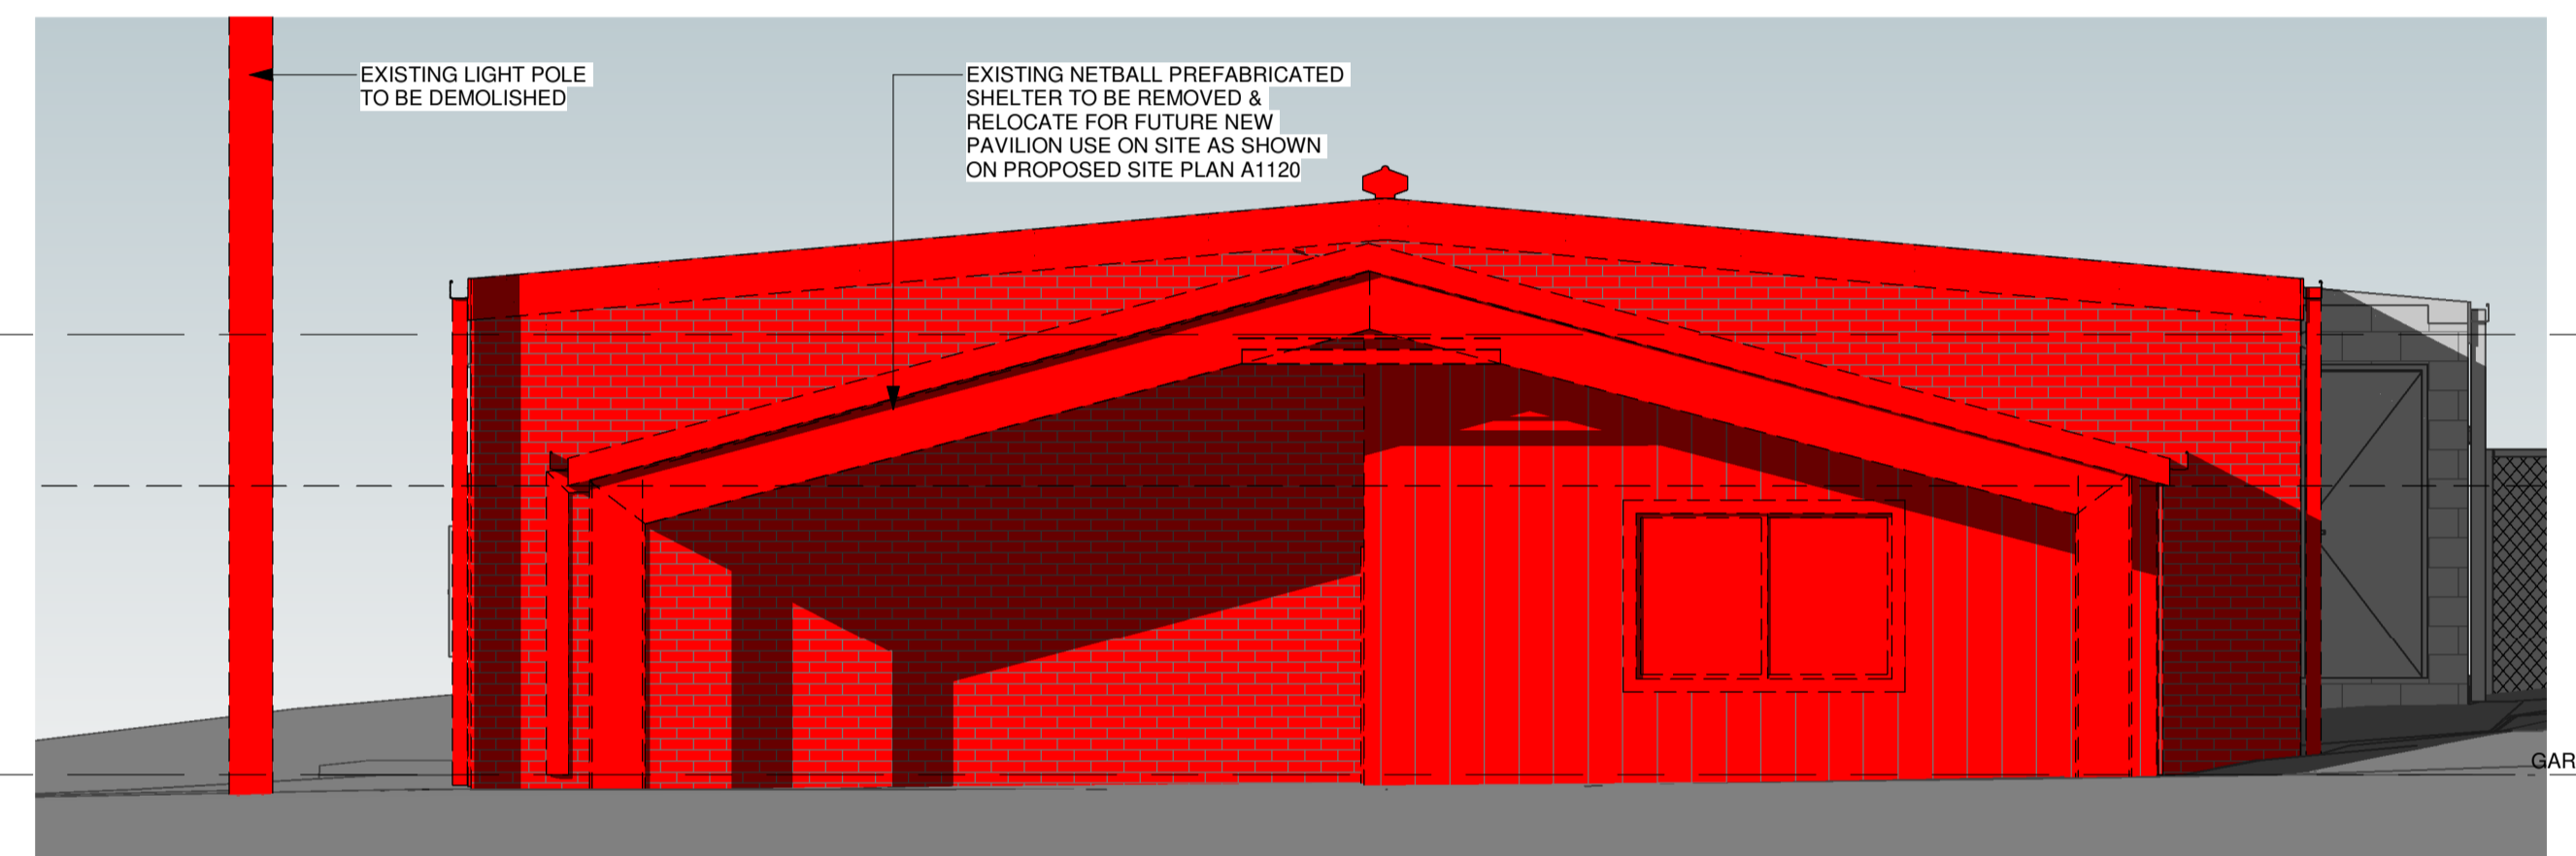 EXISTING LIGHT POLE
TO BE DEMOLISHED
EXISTING NETBALL PREFABRICATED
SHELTER TO BE REMOVED &
RELOCATE FOR FUTURE NEW
PAVILION USE ON SITE AS SHOWN
ON PROPOSED SITE PLAN A1120
GAR